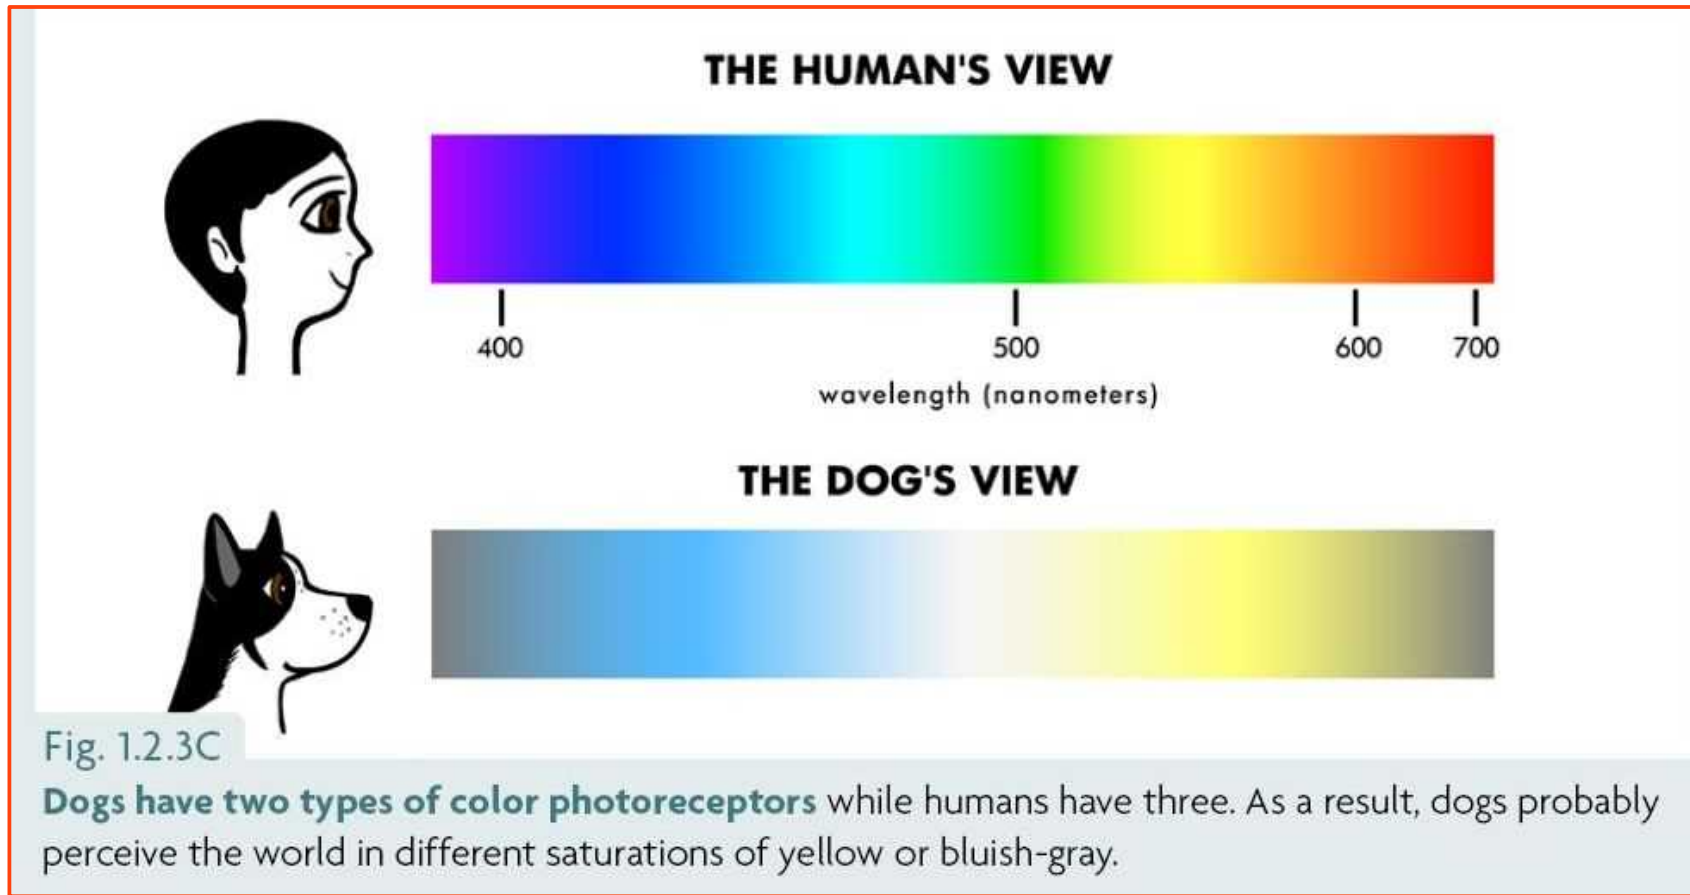 THE HUMAN'S VIEW
400 500 600 700
wavelength (nanometers)
THE DOG'S VIEW
Fig. 1.2.3C
Dogs have two types of color photoreceptors while humans have three. As a result, dogs probably
perceive the world in different saturations of yellow or bluish-gray.